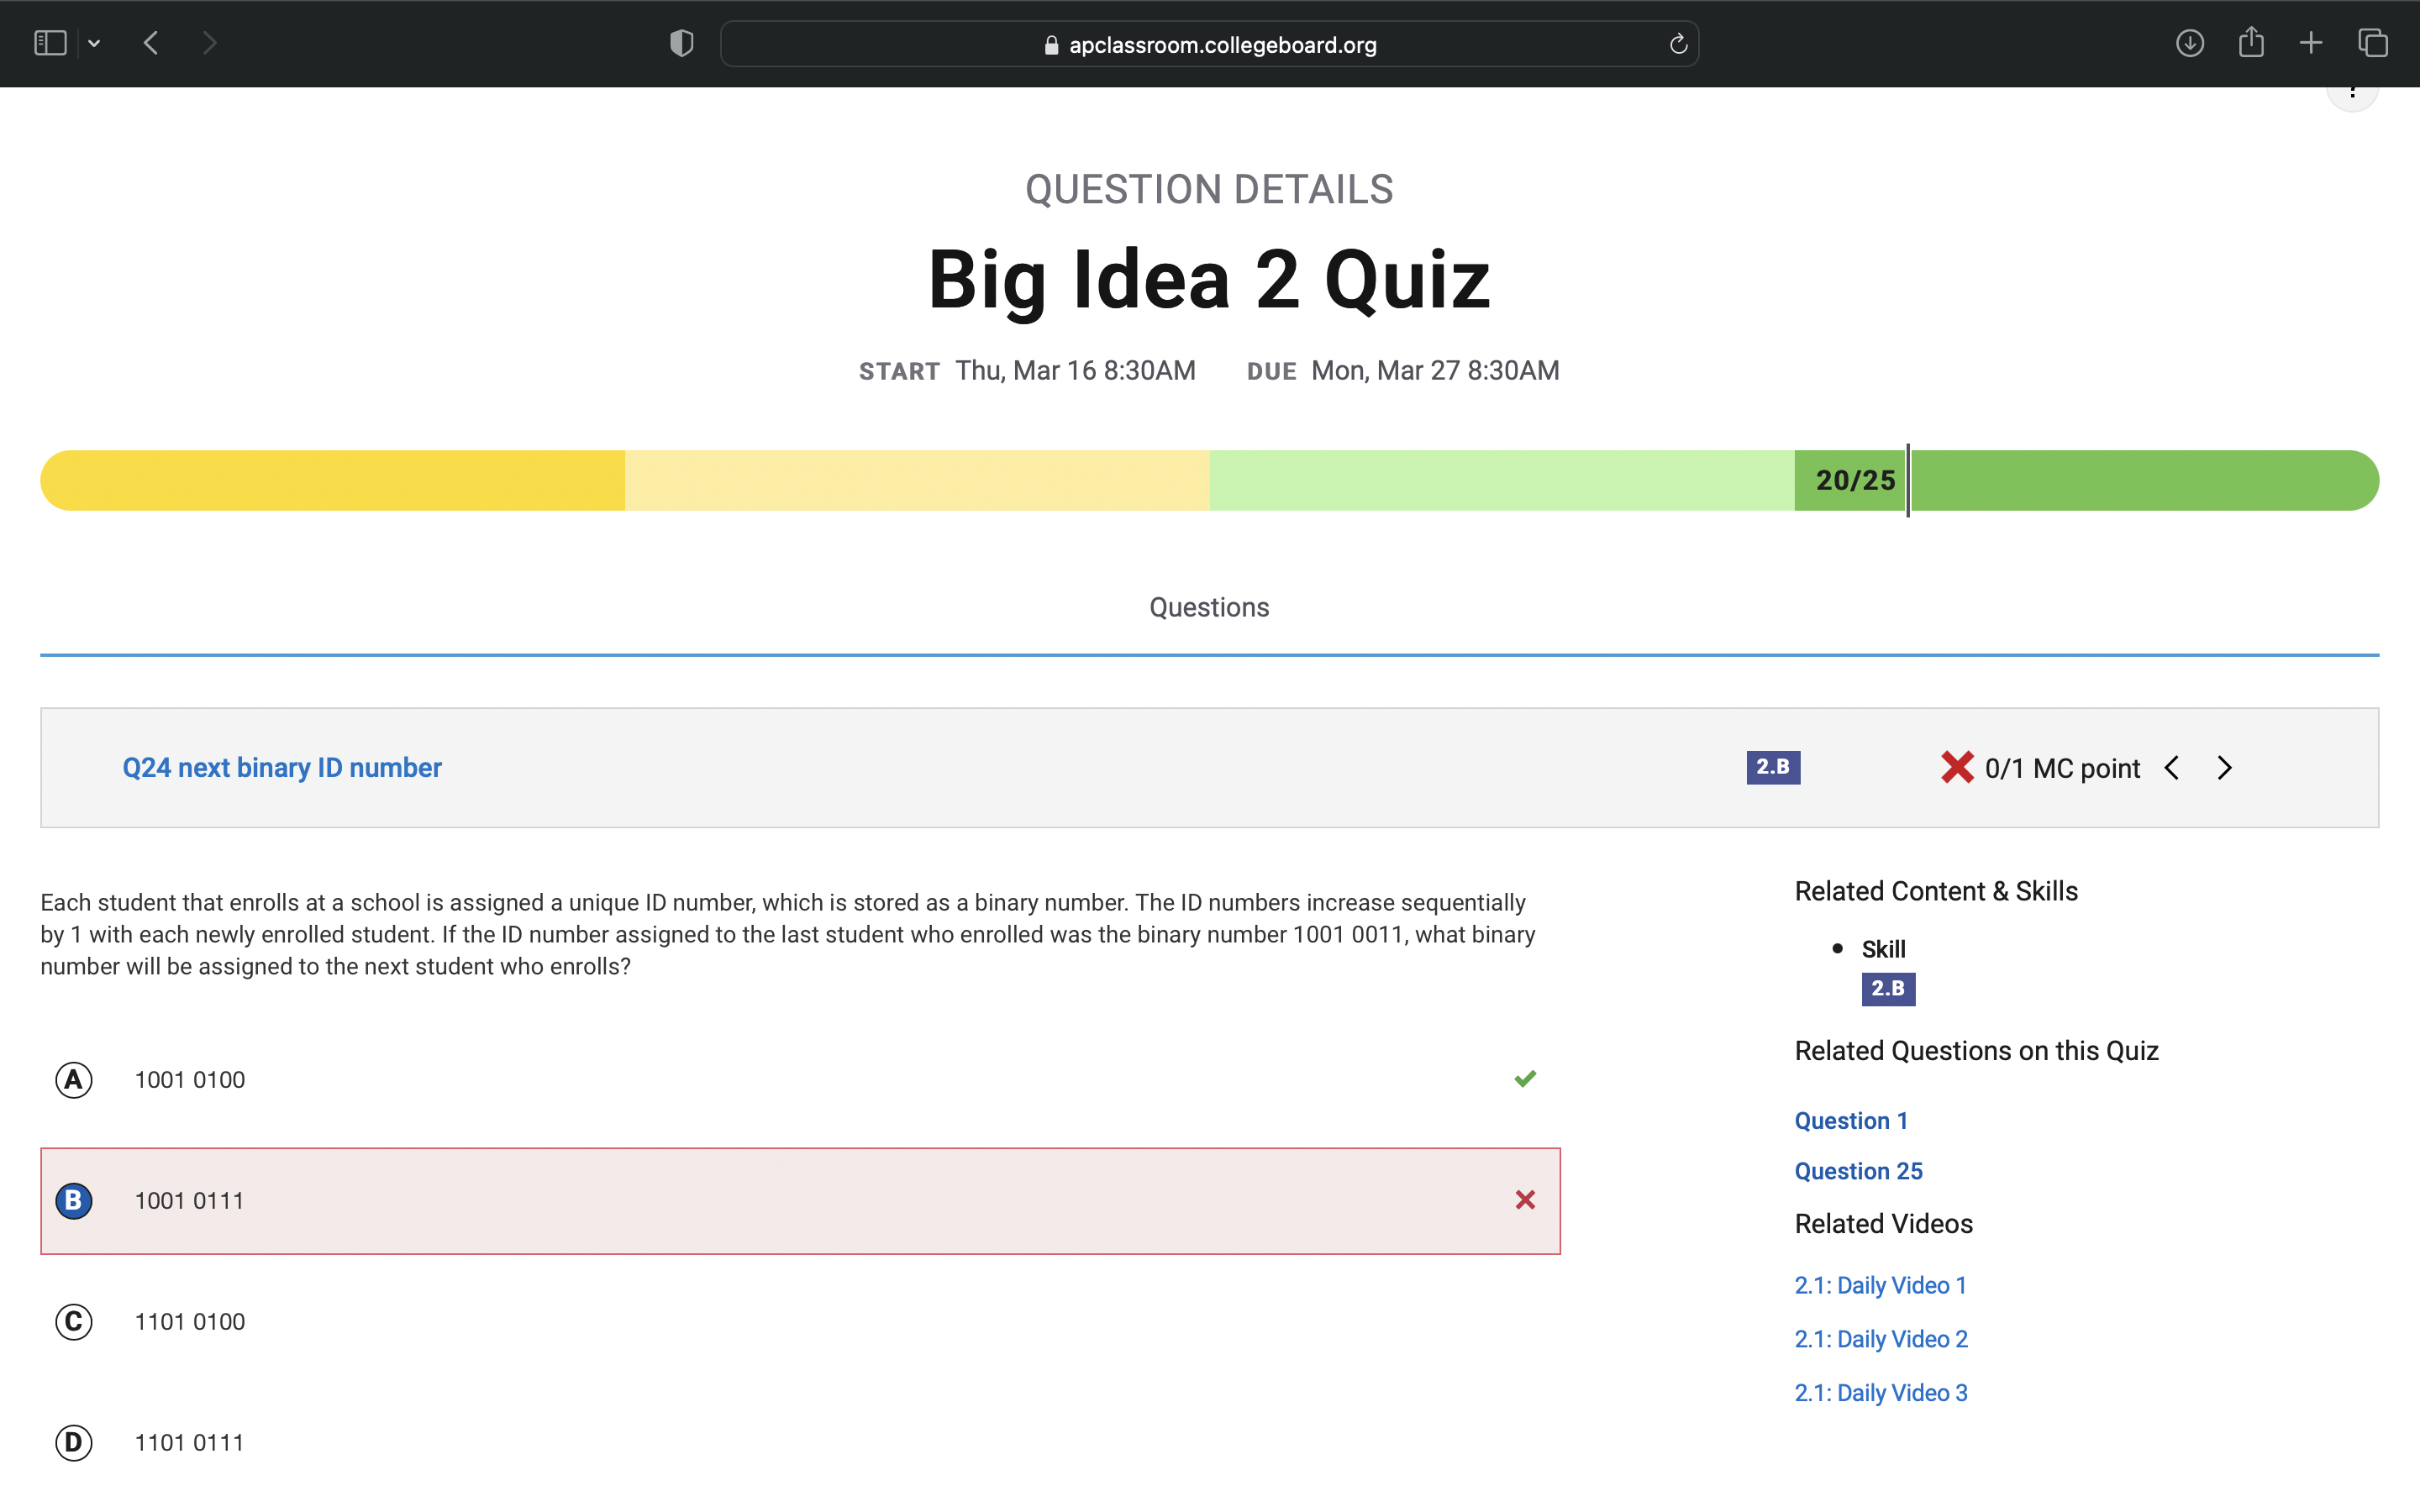 apclassroom.collegeboard.org
QUESTION DETAILS
Big Idea 2 Quiz
START Thu, Mar 16 8:30AM DUE Mon, Mar 27 8:30AM
20/25
Questions
Q24 next binary ID number 2.B 0/1 MC point
Each student that enrolls at a school is assigned a unique ID number, which is stored as a binary number. The ID numbers increase sequentially
by 1 with each newly enrolled student. If the ID number assigned to the last student who enrolled was the binary number 1001 0011, what binary
number will be assigned to the next student who enrolls?
A 1001 0100
B 1001 0111
C 1101 0100
D 1101 0111
Related Content & Skills
Skill
2.B
Related Questions on this Quiz
Question 1
Question 25
Related Videos
2.1: Daily Video 1
2.1: Daily Video 2
2.1: Daily Video 3